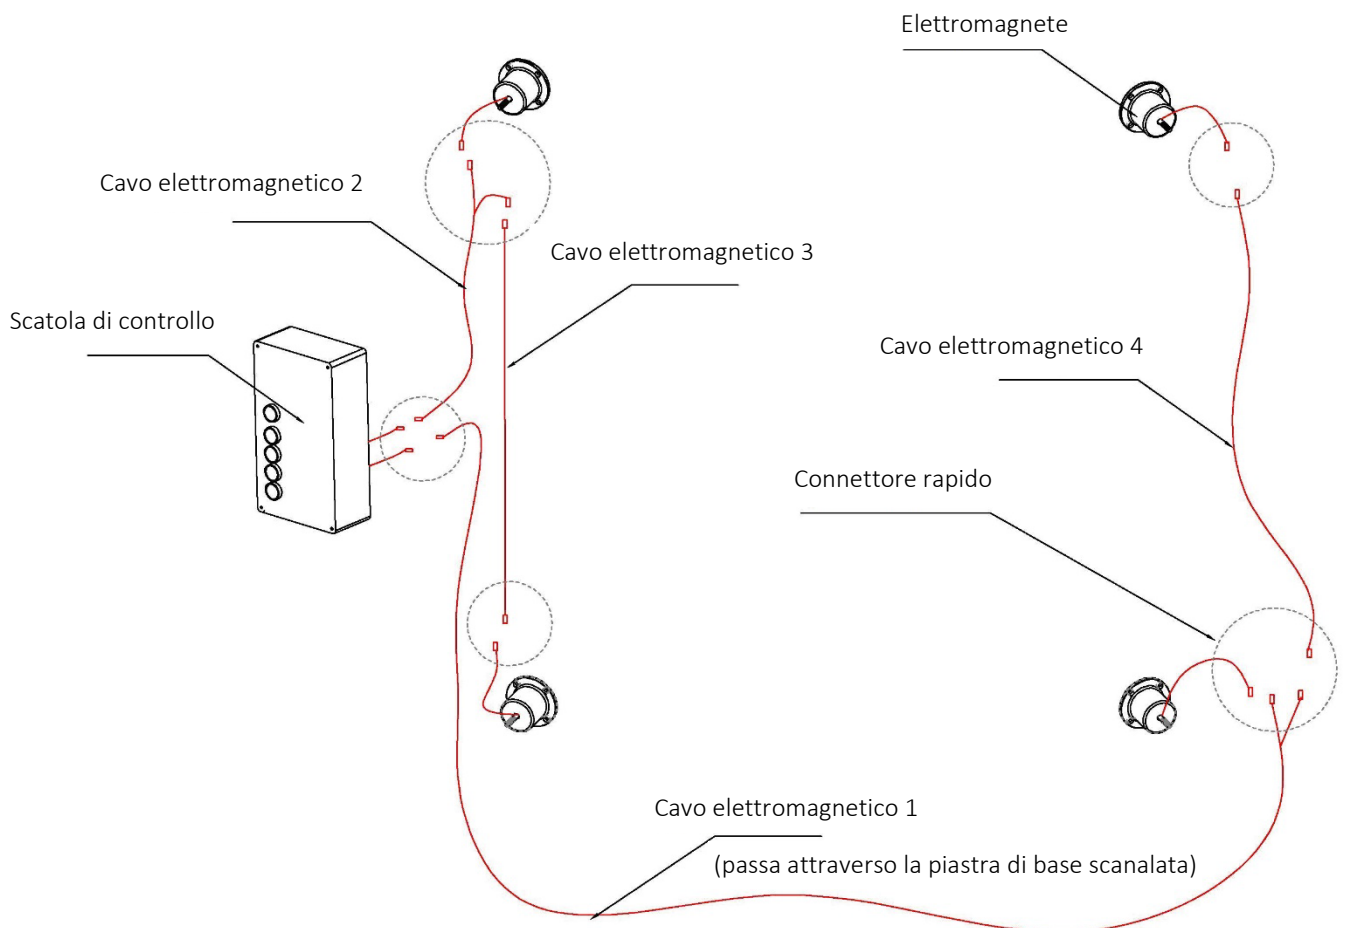 Elettromagnete
Cavo elettromagnetico 2
Cavo elettromagnetico 3
Scatola di controllo
Cavo elettromagnetico 4
Connettore rapido
Cavo elettromagnetico 1
(passa attraverso la piastra di base scanalata)